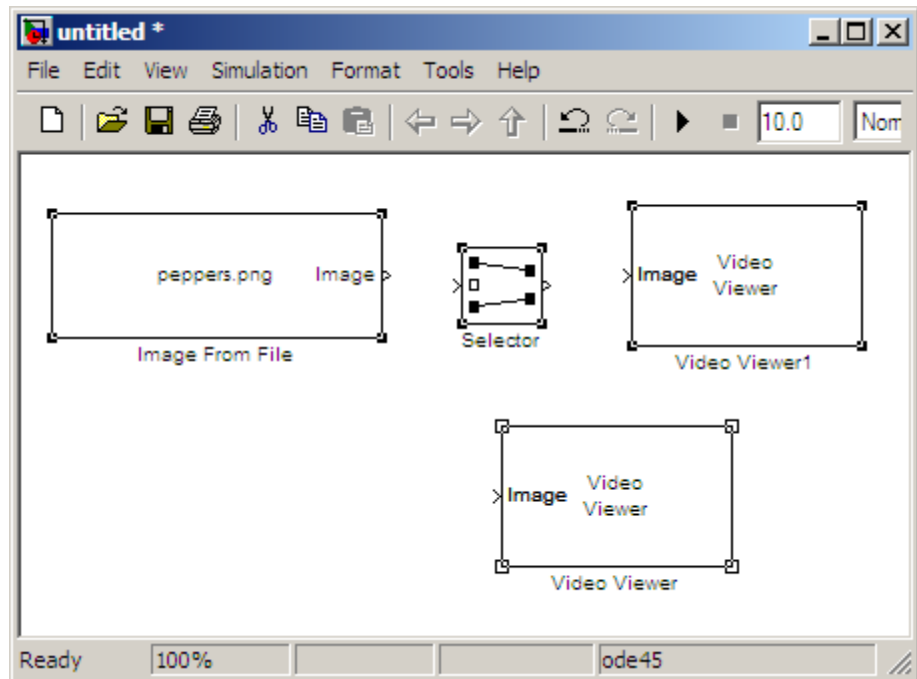 untitled *
File Edit View Simulation Format Tools Help
10.0 Nom
peppers.png Image
Image From File
Selector
Image Video
Viewer
Video Viewer1
Image Video
Viewer
Video Viewer
Ready 100% ode45